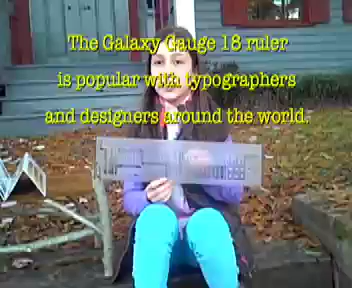 The Galaxy Gauge 18 ruler
is popular with typographers
and designers around the world.